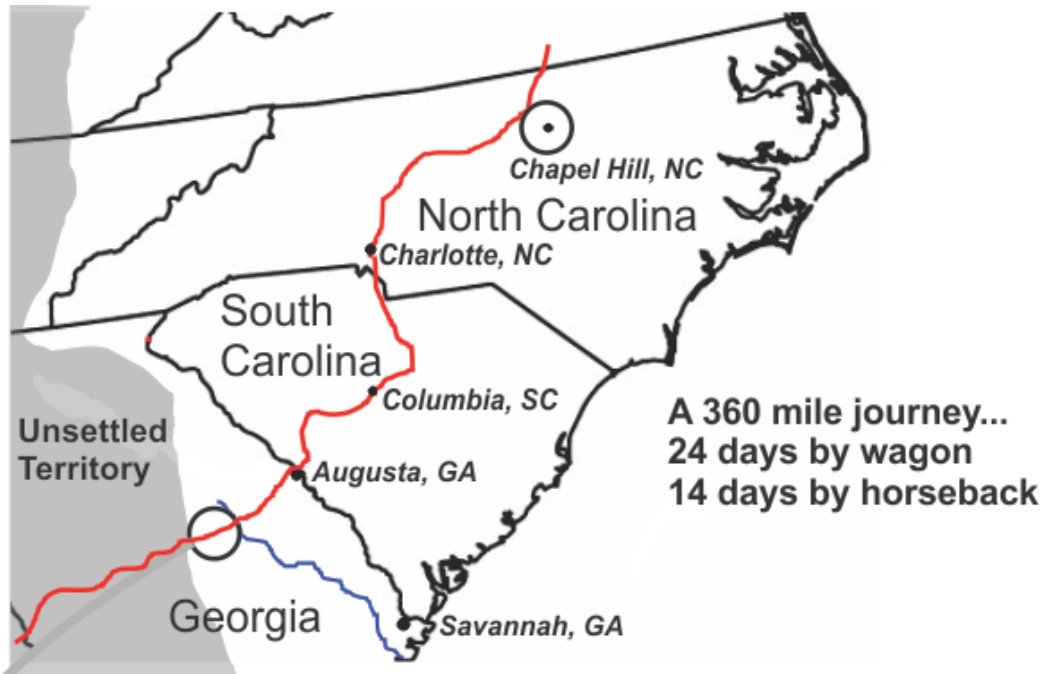 Chapel Hill, NC
North Carolina
Charlotte, NC
South
Carolina
Columbia, SC
A 360 mile journey...
24 days by wagon
14 days by horseback
Unsettled
Territory
Augusta, GA
Georgia
Savannah, GA